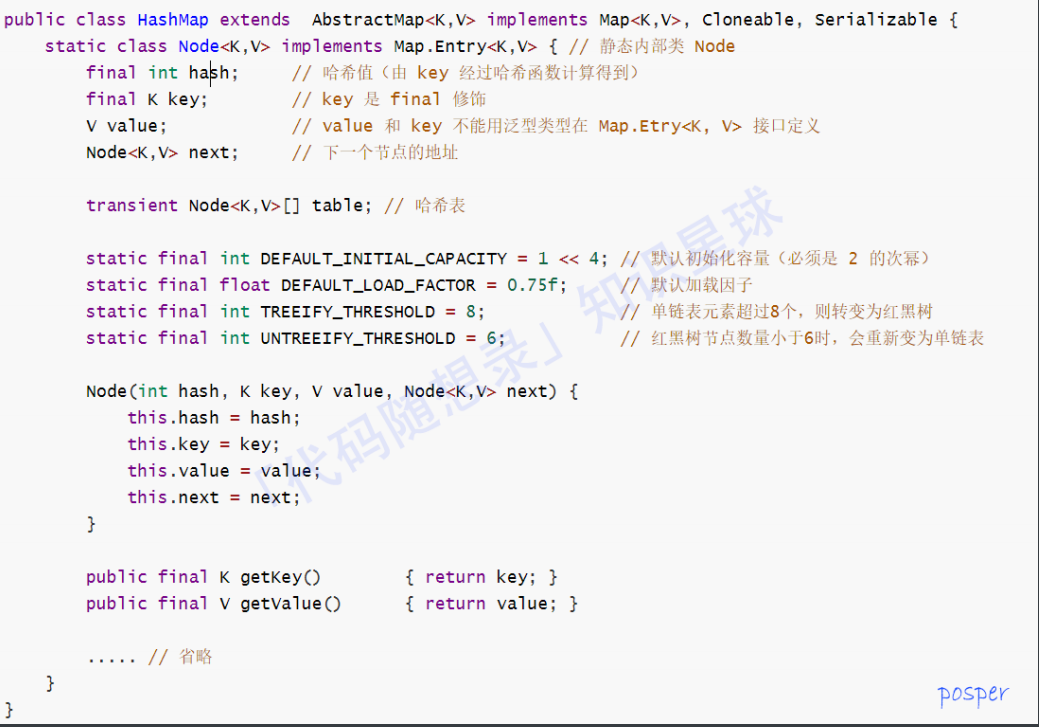 public class HashMap extends  AbstractMap<K,V> implements Map<K,V>, Cloneable, Serializable {
    static class Node<K,V> implements Map.Entry<K,V> { // 静态内部类 Node
        final int hash;     // 哈希值（由 key 经过哈希函数计算得到）
        final K key;        // key 是 final 修饰
        V value;            // value 和 key 不能用泛型类型在 Map.Etry<K, V> 接口定义
        Node<K,V> next;     // 下一个节点的地址
        transient Node<K,V>[] table; // 哈希表
        static final int DEFAULT_INITIAL_CAPACITY = 1 << 4; // 默认初始化容量（必须是 2 的次幂）
        static final float DEFAULT_LOAD_FACTOR = 0.75f;     // 默认加载因子
        static final int TREEIFY_THRESHOLD = 8;             // 单链表元素超过8个，则转变为红黑树
        static final int UNTREEIFY_THRESHOLD = 6;           // 红黑树节点数量小于6时，会重新变为单链表
        Node(int hash, K key, V value, Node<K,V> next) {
            this.hash = hash;
            this.key = key;
            this.value = value;
            this.next = next;
        }
        public final K getKey()        { return key; }
        public final V getValue()      { return value; }
        ..... // 省略
    }
}
「代码随想录」知识星球
posper